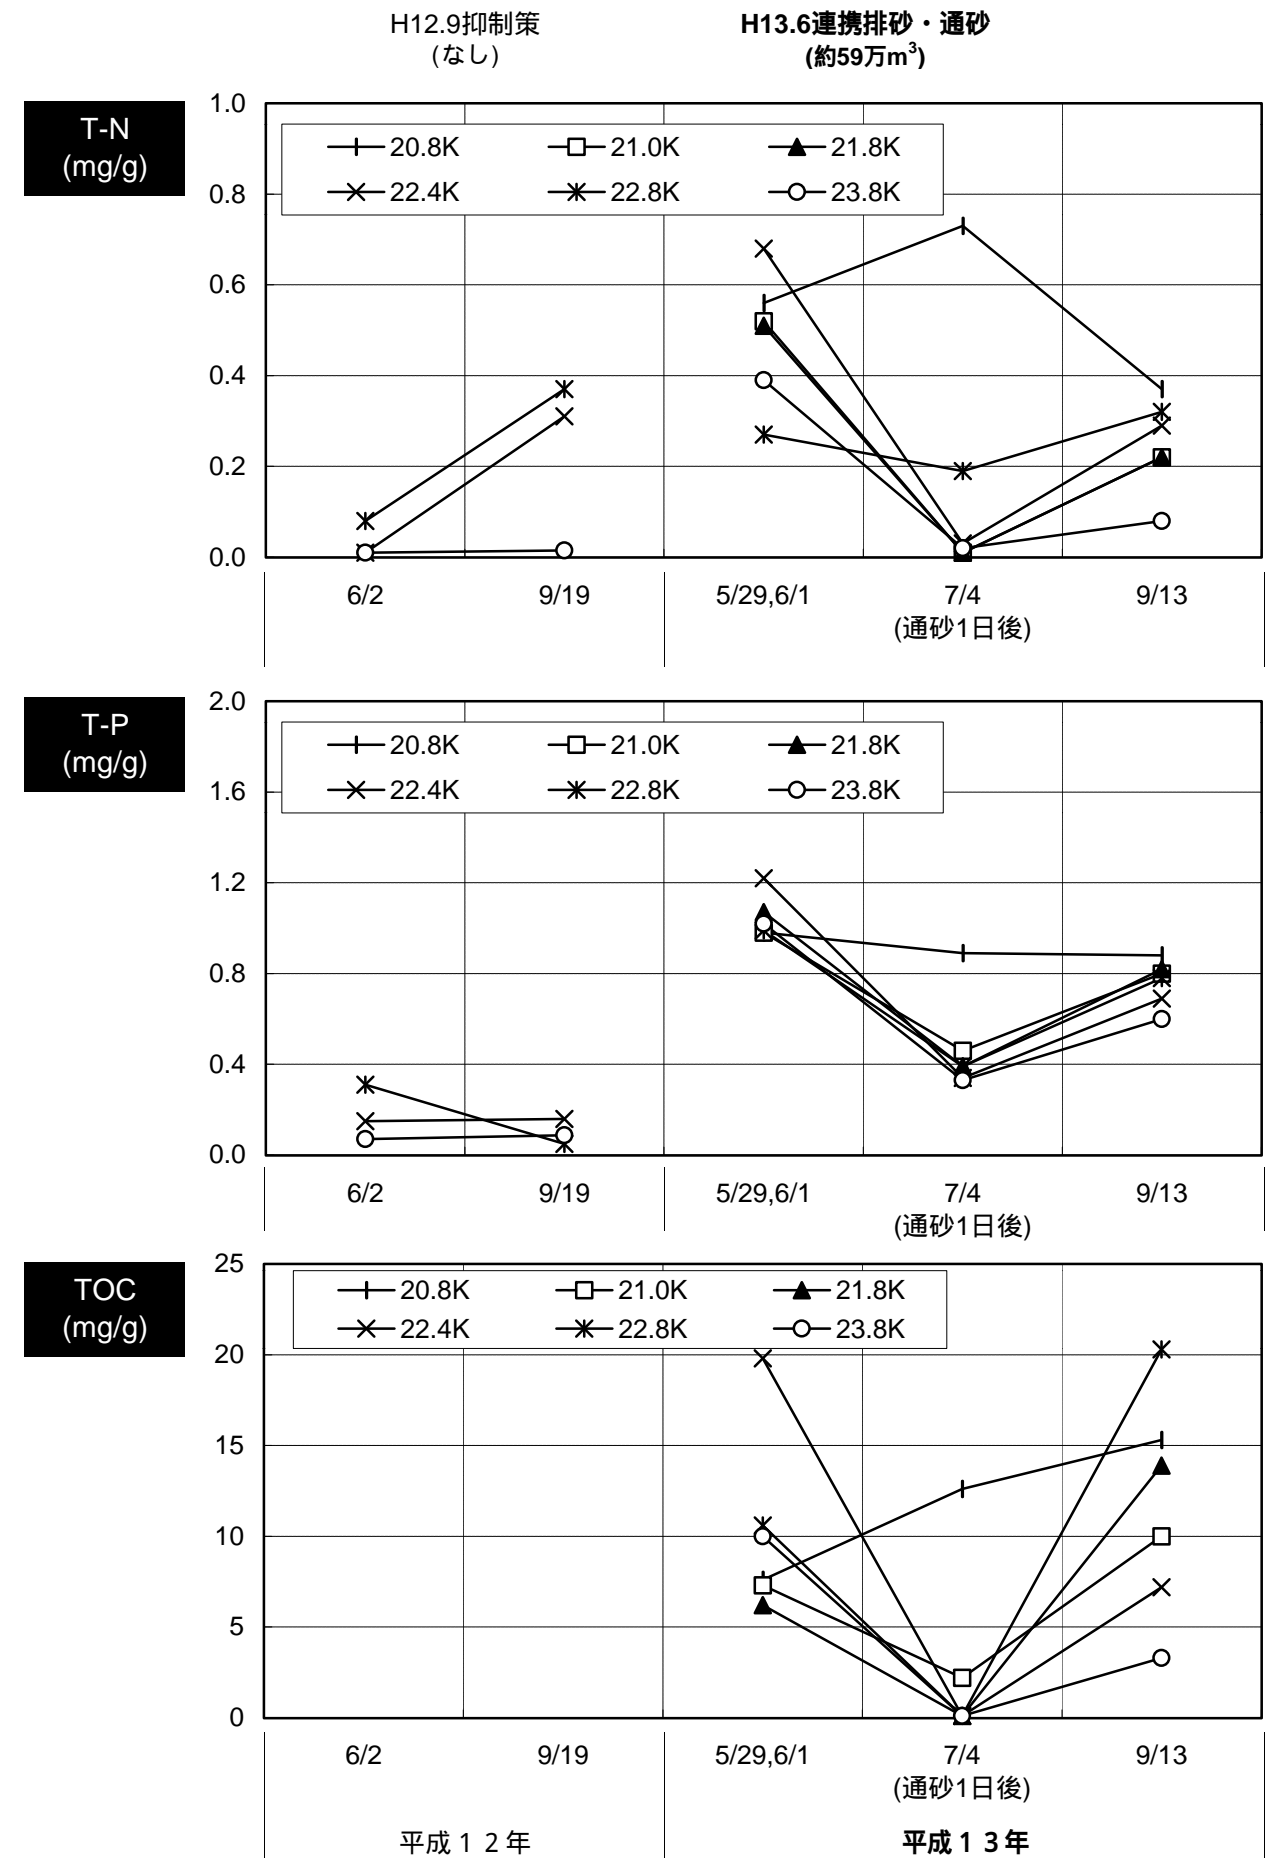 H12.9抑制策
(なし)
H13.6連携排砂・通砂
(約59万m³)
T-N
(mg/g)
1.0
0.8
0.6
0.4
0.2
0.0
20.8K 21.0K 21.8K
22.4K 22.8K 23.8K
6/2 9/19 5/29,6/1 7/4 9/13
(通砂1日後)
T-P
(mg/g)
2.0
1.6
1.2
0.8
0.4
0.0
20.8K 21.0K 21.8K
22.4K 22.8K 23.8K
6/2 9/19 5/29,6/1 7/4 9/13
(通砂1日後)
TOC
(mg/g)
25
20
15
10
5
0
20.8K 21.0K 21.8K
22.4K 22.8K 23.8K
6/2 9/19 5/29,6/1 7/4 9/13
(通砂1日後)
平成12年 平成13年